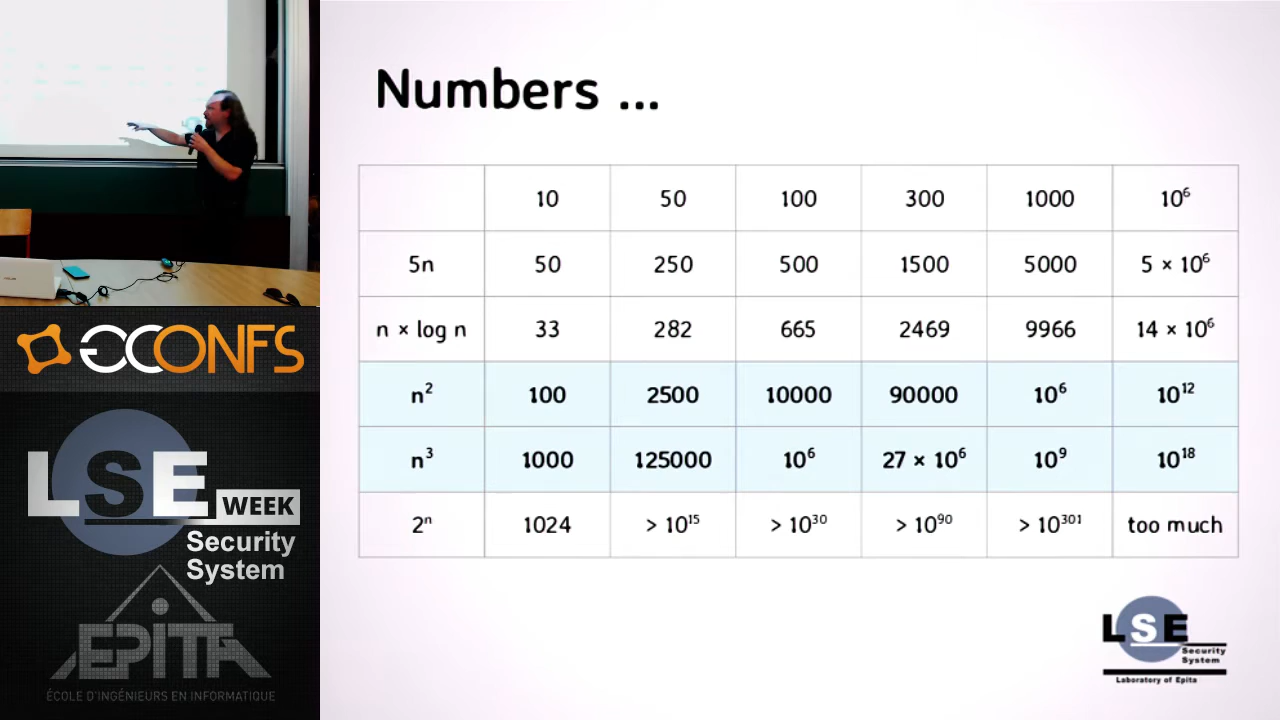 Numbers ...
10 50 100 300 1000 10⁶
5n 50 250 500 1500 5000 5 × 10⁶
n × log n 33 282 665 2469 9966 14 × 10⁶
n² 100 2500 10000 90000 10⁶ 10¹²
n³ 1000 125000 10⁶ 27 × 10⁶ 10⁹ 10¹⁸
2ⁿ 1024 > 10¹⁵ > 10³⁰ > 10⁹⁰ > 10³⁰¹ too much
LSE
Security
System
Laboratory of Epita
GCONFS
LSE WEEK
Security
System
EPITA
ÉCOLE D'INGÉNIEURS EN INFORMATIQUE